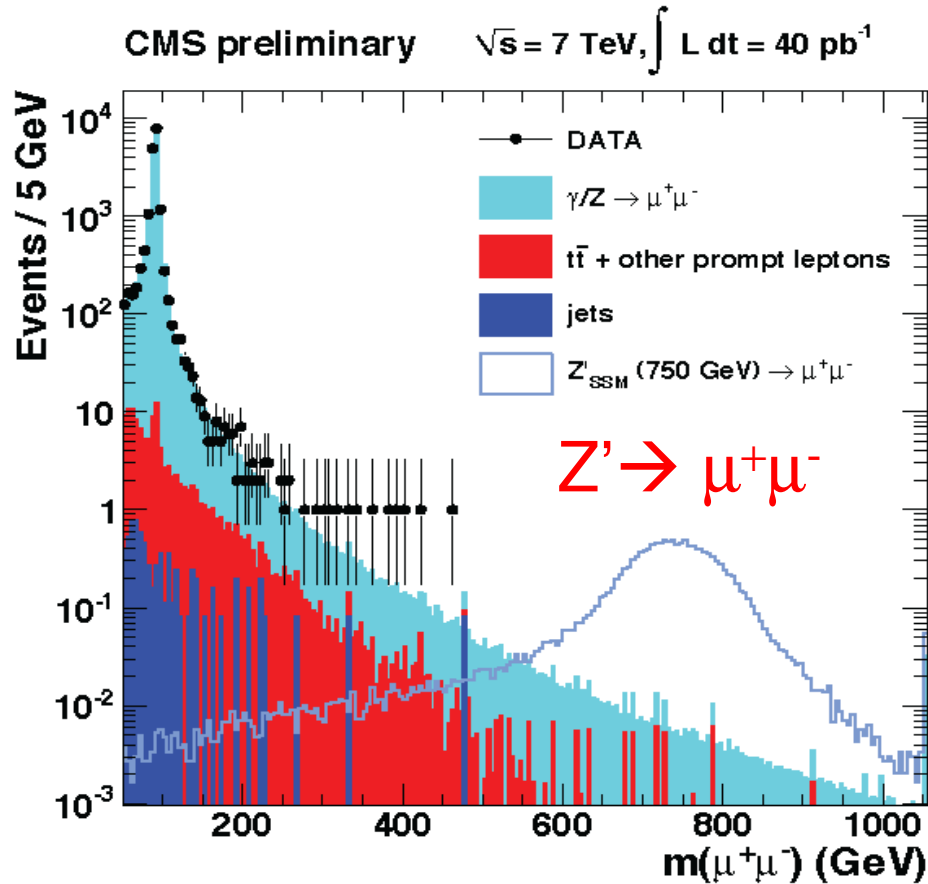 CMS preliminary √s = 7 TeV, ∫ L dt = 40 pb⁻¹
Events / 5 GeV
10⁴
10³
10²
10
1
10⁻¹
10⁻²
10⁻³
DATA
γ/Z → μ⁺μ⁻
tt̄ + other prompt leptons
jets
Z'SSM (750 GeV) → μ⁺μ⁻
Z' → μ⁺μ⁻
200 400 600 800 1000
m(μ⁺μ⁻) (GeV)